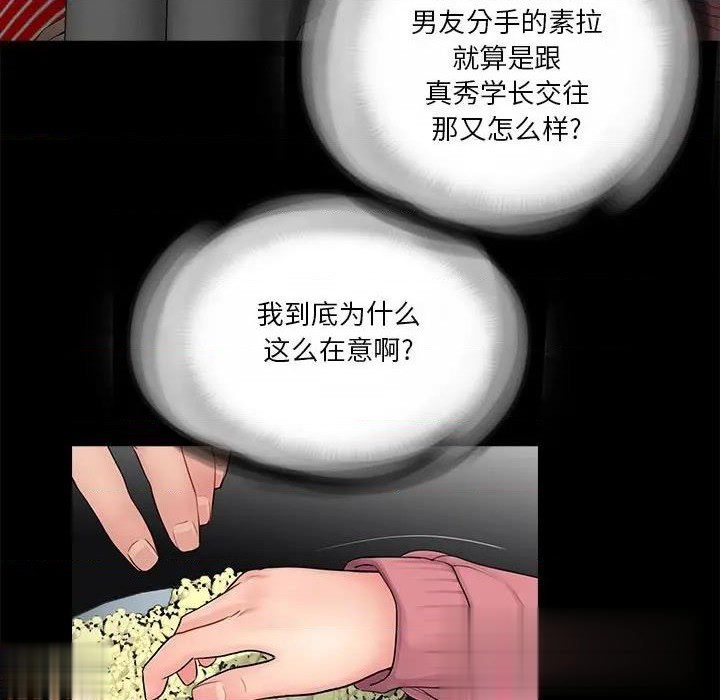 男友分手的素拉
就算是跟
真秀学长交往
那又怎么样?
我到底为什么
这么在意啊?